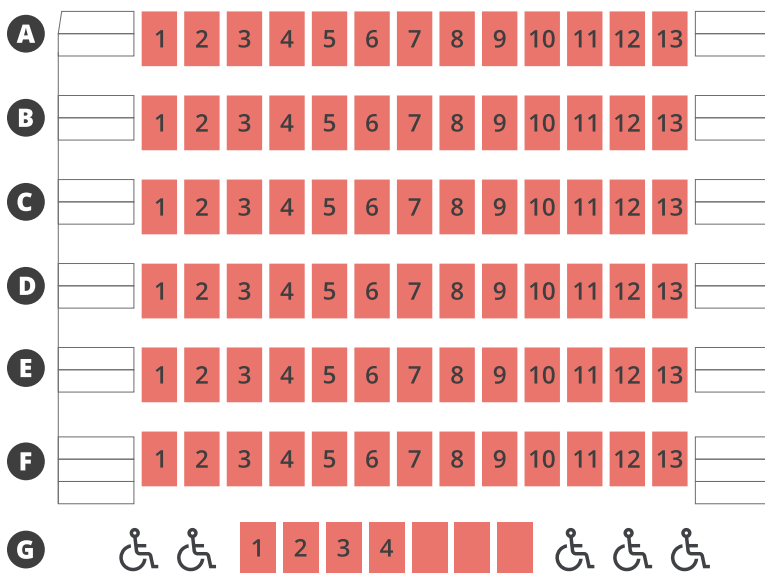 A 1 2 3 4 5 6 7 8 9 10 11 12 13
B 1 2 3 4 5 6 7 8 9 10 11 12 13
C 1 2 3 4 5 6 7 8 9 10 11 12 13
D 1 2 3 4 5 6 7 8 9 10 11 12 13
E 1 2 3 4 5 6 7 8 9 10 11 12 13
F 1 2 3 4 5 6 7 8 9 10 11 12 13
G 1 2 3 4